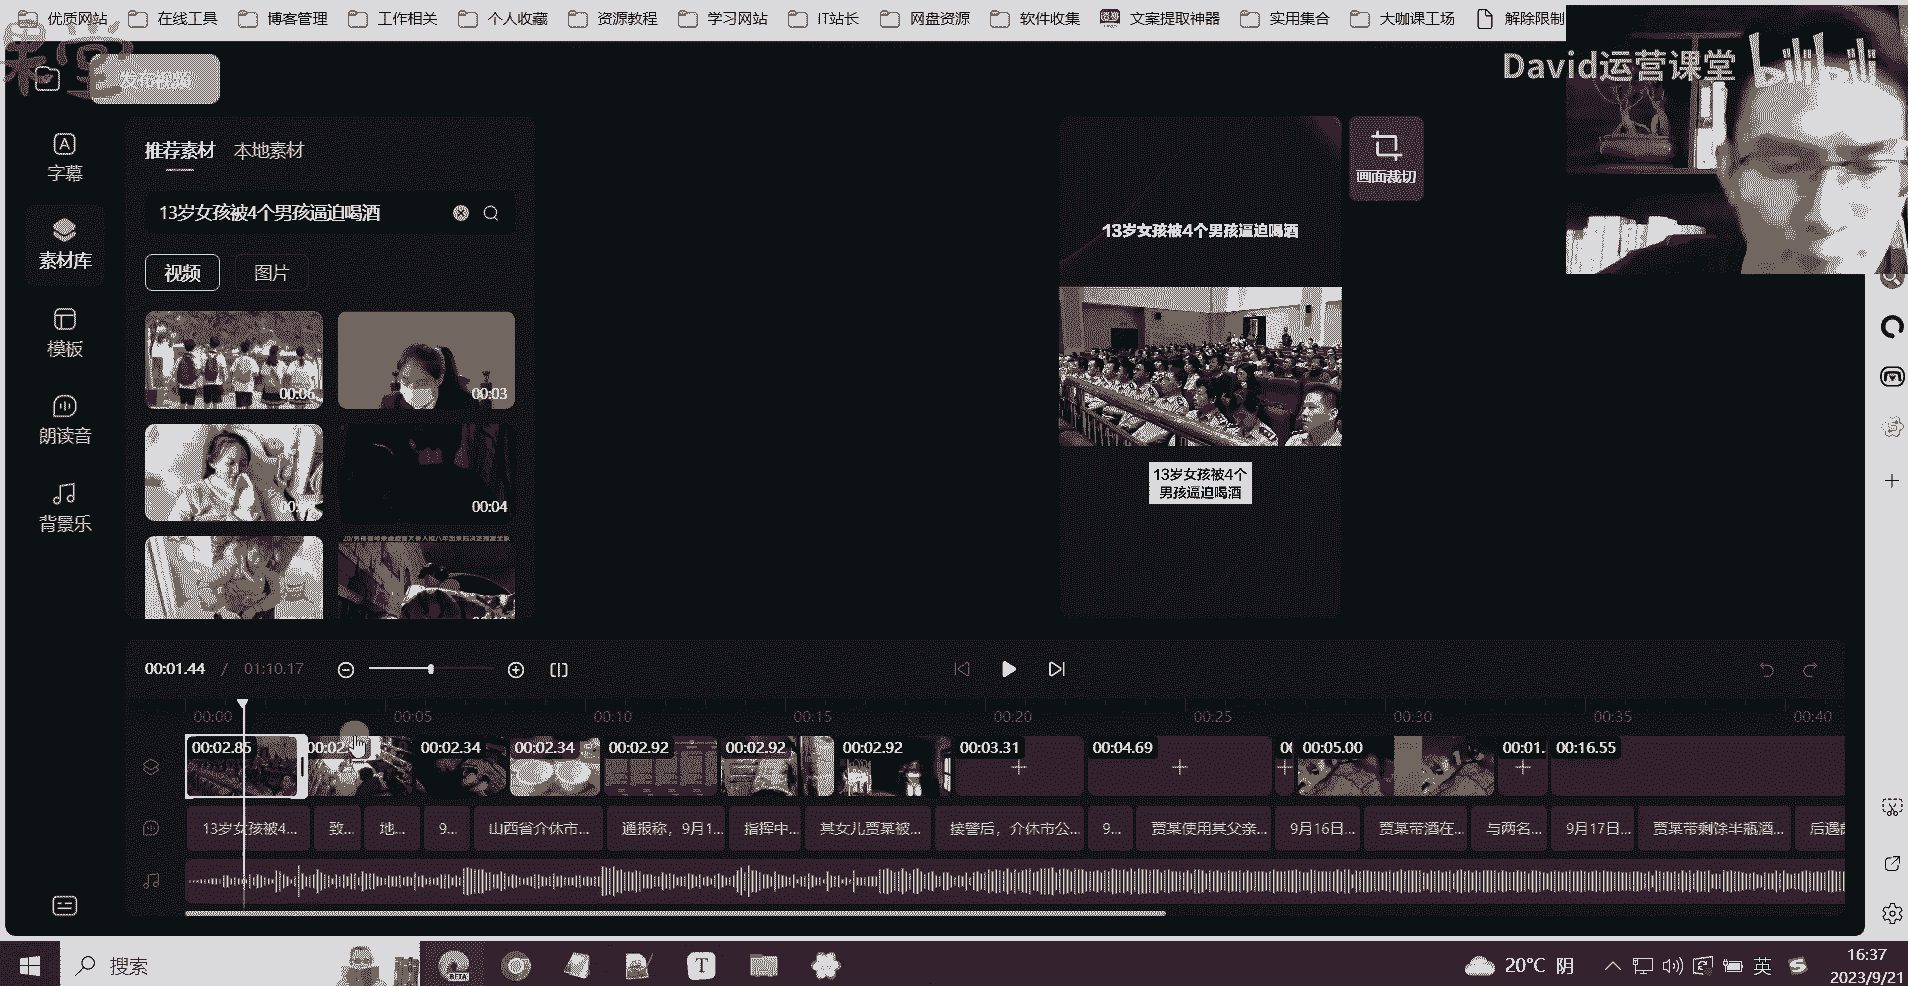 优质网站 在线工具 博客管理 工作相关 个人收藏 资源教程 学习网站 IT站长 网盘资源 软件收集 文案提取神器 实用集合 大咖课工场 解除限制
课堂
发布视频
David运营课堂 bilibili
字幕
素材库
模板
朗读音
背景乐
推荐素材 本地素材
13岁女孩被4个男孩逼迫喝酒
视频 图片
00:06 00:03
00:04
画面裁切
13岁女孩被4个男孩逼迫喝酒
13岁女孩被4个
男孩逼迫喝酒
00:01.44 / 01:10.17
00:00 00:05 00:10 00:15 00:20 00:25 00:30 00:35 00:40
00:02.85 00:02.34 00:02.34 00:02.92 00:02.92 00:02.92 00:03.31 00:04.69 00:05.00 00:01. 00:16.55
13岁女孩被4... 致... 地... 9... 山西省介休市... 通报称，9月1... 指挥中... 其女儿贾某被... 接警后，介休市公... 9... 贾某使用其父亲... 9月16日... 贾某带酒在... 与两名... 9月17日... 贾某带剩馀半瓶酒...
搜索
BETA
T
20°C 阴
英
16:37
2023/9/21